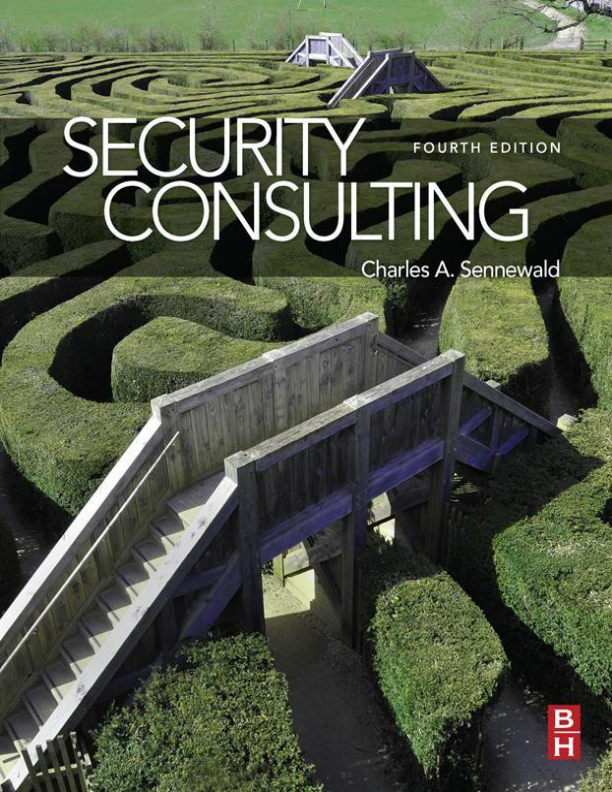 SECURITY
FOURTH EDITION
CONSULTING
Charles A. Sennewald
B
H